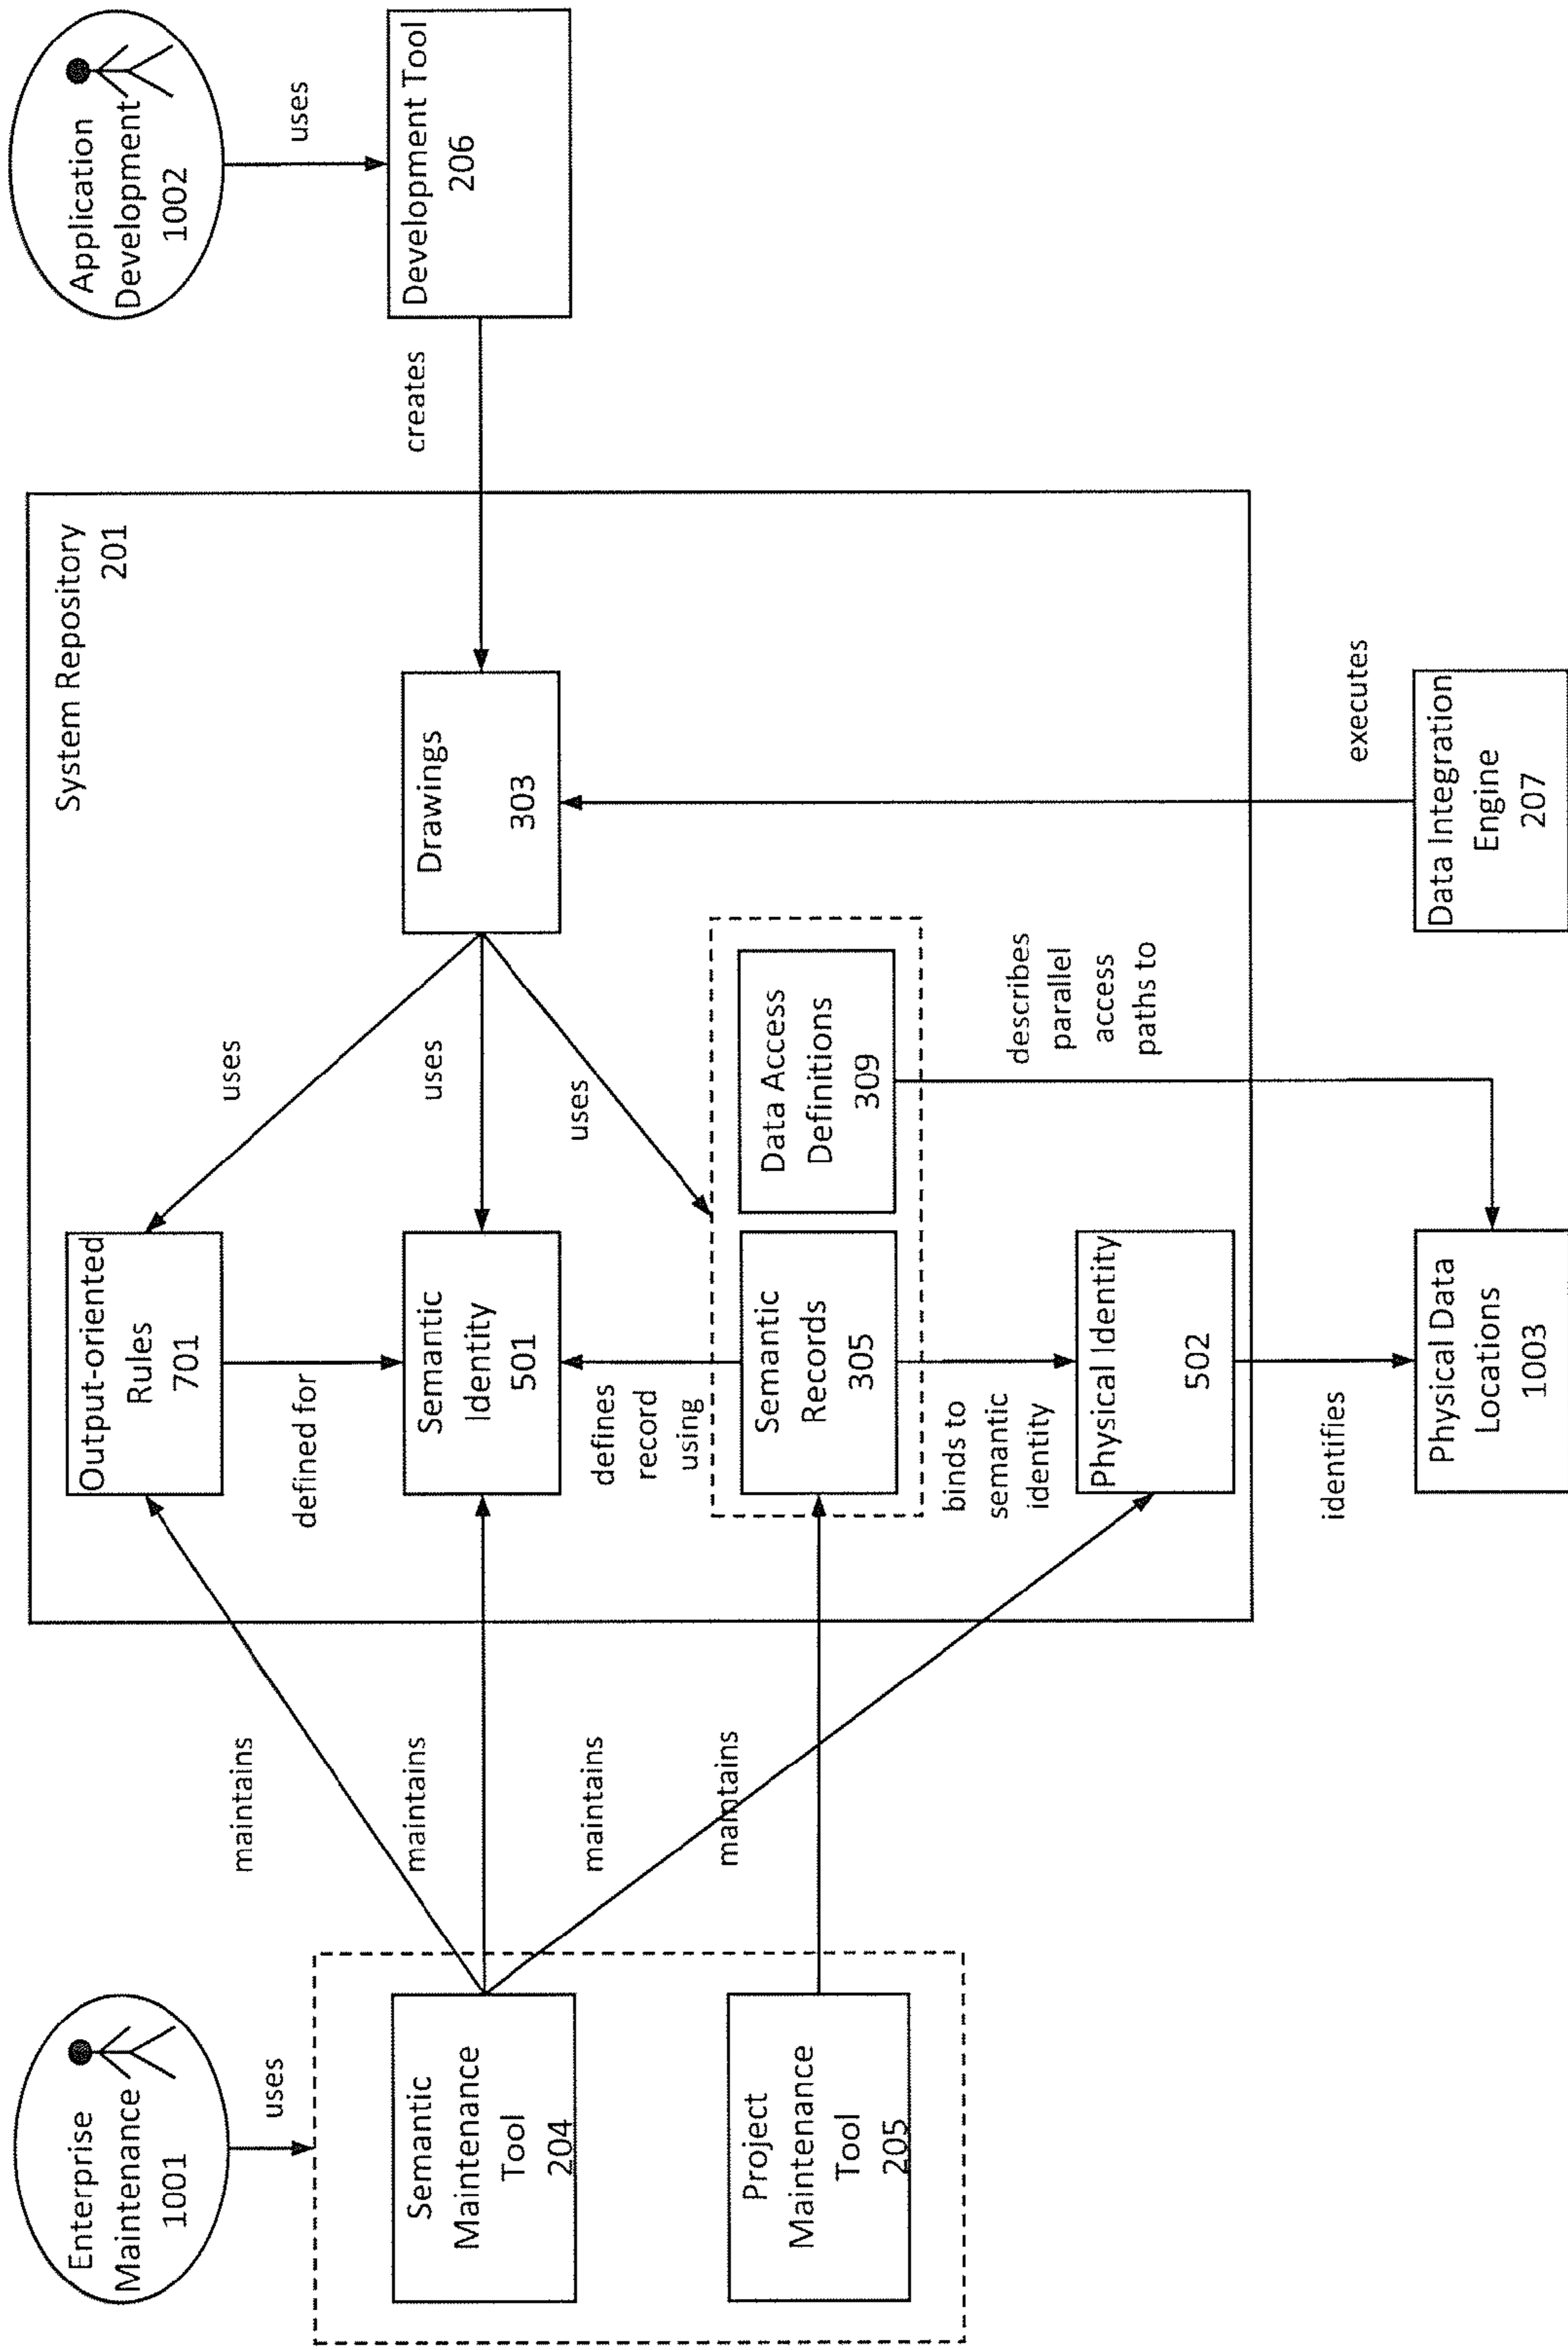 Enterprise
Maintenance
1001
uses
Semantic
Maintenance
Tool
204
Project
Maintenance
Tool
205
maintains
maintains
maintains
maintains
System Repository
201
Output-oriented
Rules
701
defined for
Semantic
Identity
501
defines
record
using
Semantic
Records
305
Data Access
Definitions
309
binds to
semantic
identity
Physical Identity
502
identifies
Physical Data
Locations
1003
describes
parallel
access
paths to
uses
uses
uses
Drawings
303
executes
Data Integration
Engine
207
creates
Application
Development
1002
uses
Development Tool
206